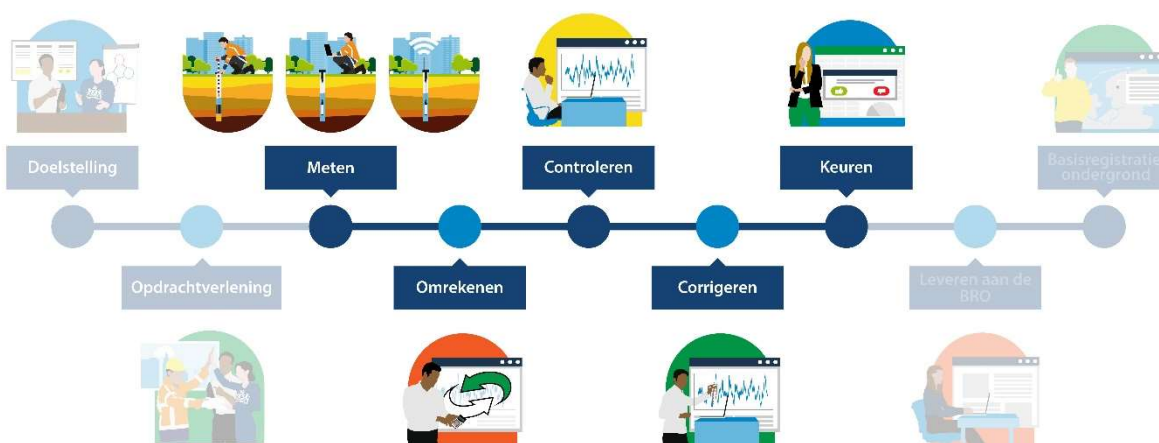 Doelstelling
Meten
Controleren
Keuren
Basisregistratie
ondergrond
Opdrachtverlening
Omrekenen
Corrigeren
Leveren aan de
BRO